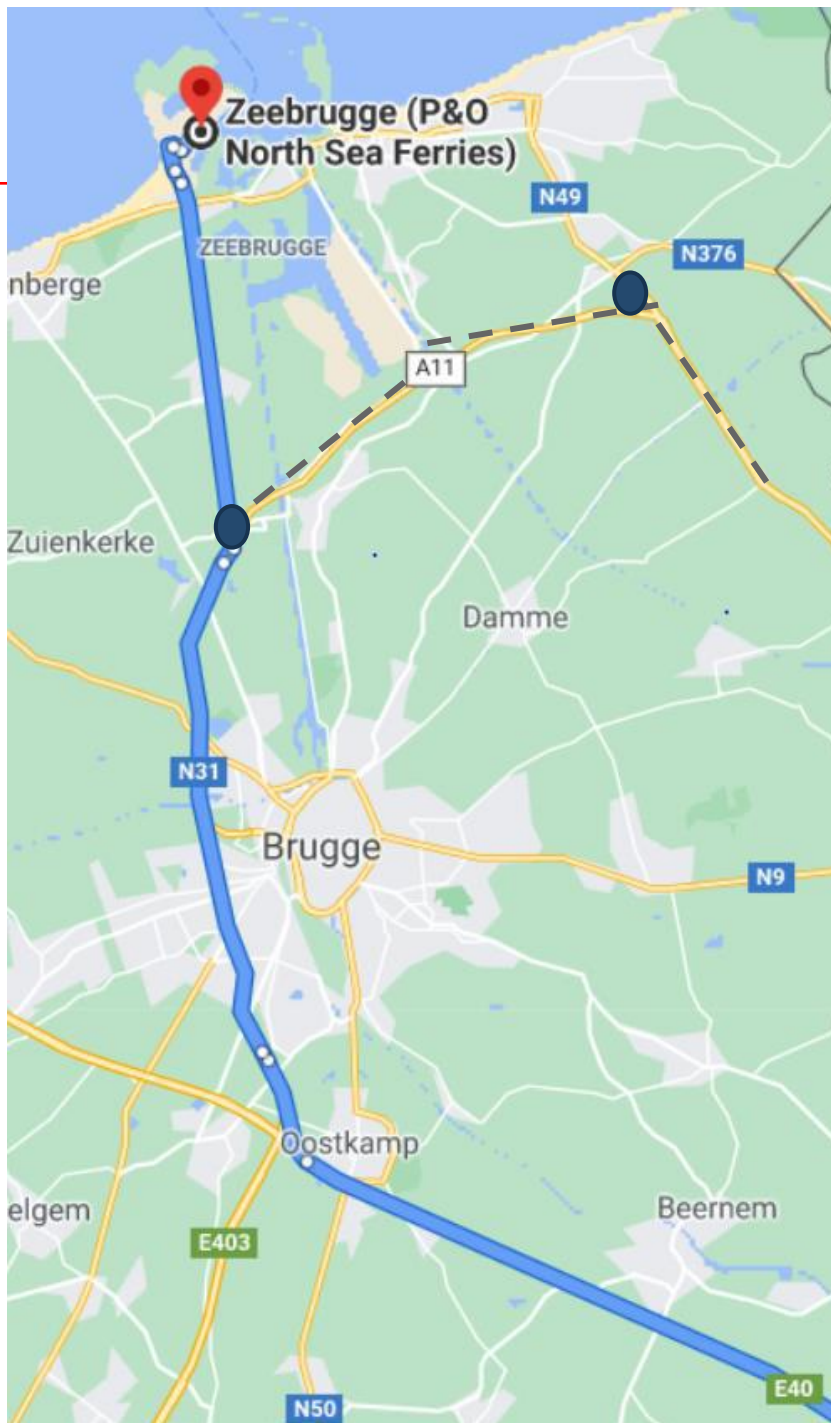 Zeebrugge (P&O
North Sea Ferries)
N49
ZEEBRUGGE
N376
nberge
A11
Zuienkerke
Damme
N31
Brugge
N9
Oostkamp
elgem
Beernem
E403
E40
N50